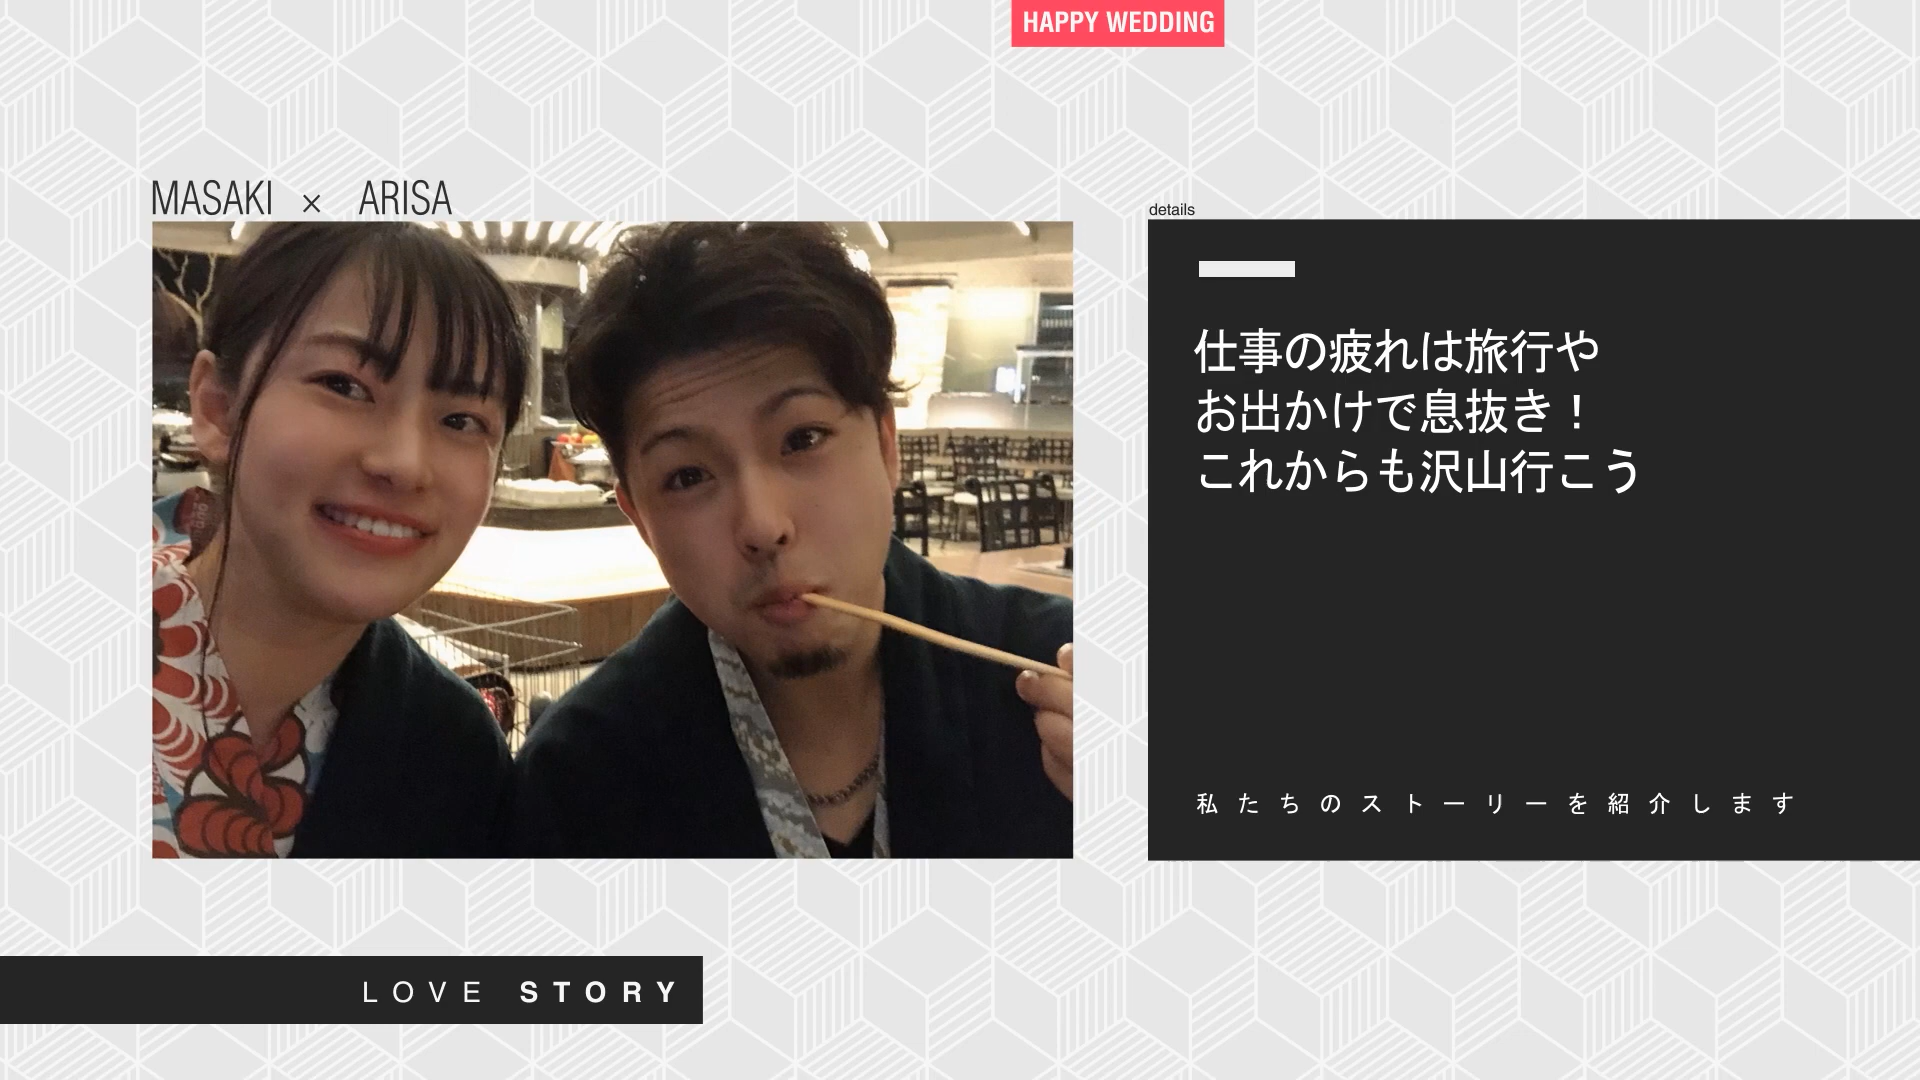 HAPPY WEDDING
MASAKI × ARISA
details
仕事の疲れは旅行や
お出かけで息抜き！
これからも沢山行こう
私たちのストーリーを紹介します
LOVE STORY